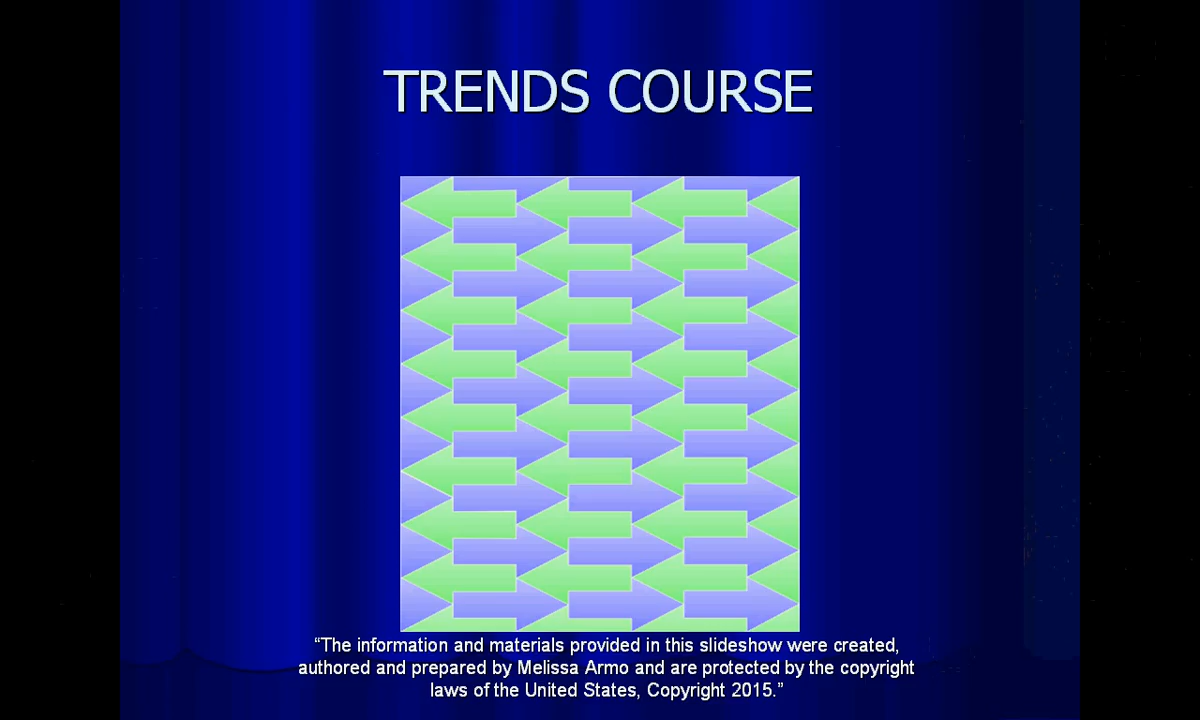 TRENDS COURSE
“The information and materials provided in this slideshow were created,
authored and prepared by Melissa Armo and are protected by the copyright
laws of the United States, Copyright 2015.”